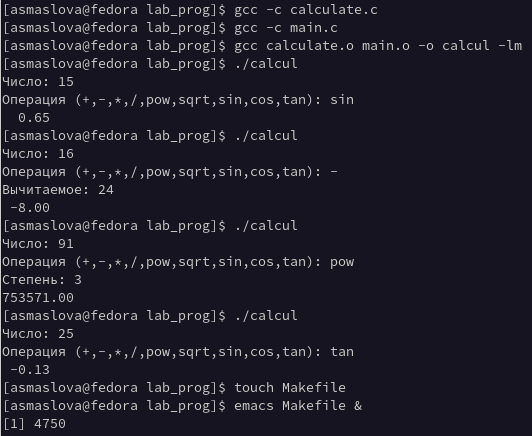 [asmaslova@fedora lab_prog]$ gcc -c calculate.c
[asmaslova@fedora lab_prog]$ gcc -c main.c
[asmaslova@fedora lab_prog]$ gcc calculate.o main.o -o calcul -lm
[asmaslova@fedora lab_prog]$ ./calcul
Число: 15
Операция (+,-,*,/,pow,sqrt,sin,cos,tan): sin
  0.65
[asmaslova@fedora lab_prog]$ ./calcul
Число: 16
Операция (+,-,*,/,pow,sqrt,sin,cos,tan): -
Вычитаемое: 24
 -8.00
[asmaslova@fedora lab_prog]$ ./calcul
Число: 91
Операция (+,-,*,/,pow,sqrt,sin,cos,tan): pow
Степень: 3
753571.00
[asmaslova@fedora lab_prog]$ ./calcul
Число: 25
Операция (+,-,*,/,pow,sqrt,sin,cos,tan): tan
 -0.13
[asmaslova@fedora lab_prog]$ touch Makefile
[asmaslova@fedora lab_prog]$ emacs Makefile &
[1] 4750